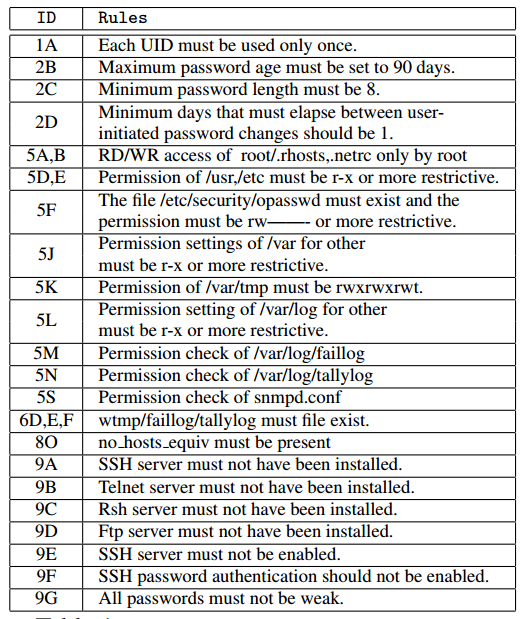 ID Rules
1A Each UID must be used only once.
2B Maximum password age must be set to 90 days.
2C Minimum password length must be 8.
2D Minimum days that must elapse between user-
initiated password changes should be 1.
5A,B RD/WR access of root/.rhosts,.netrc only by root
5D,E Permission of /usr,/etc must be r-x or more restrictive.
5F The file /etc/security/opasswd must exist and the
permission must be rw——- or more restrictive.
5J Permission settings of /var for other
must be r-x or more restrictive.
5K Permission of /var/tmp must be rwxrwxrwt.
5L Permission setting of /var/log for other
must be r-x or more restrictive.
5M Permission check of /var/log/faillog
5N Permission check of /var/log/tallylog
5S Permission check of snmpd.conf
6D,E,F wtmp/faillog/tallylog must file exist.
8O no_hosts_equiv must be present
9A SSH server must not have been installed.
9B Telnet server must not have been installed.
9C Rsh server must not have been installed.
9D Ftp server must not have been installed.
9E SSH server must not be enabled.
9F SSH password authentication should not be enabled.
9G All passwords must not be weak.